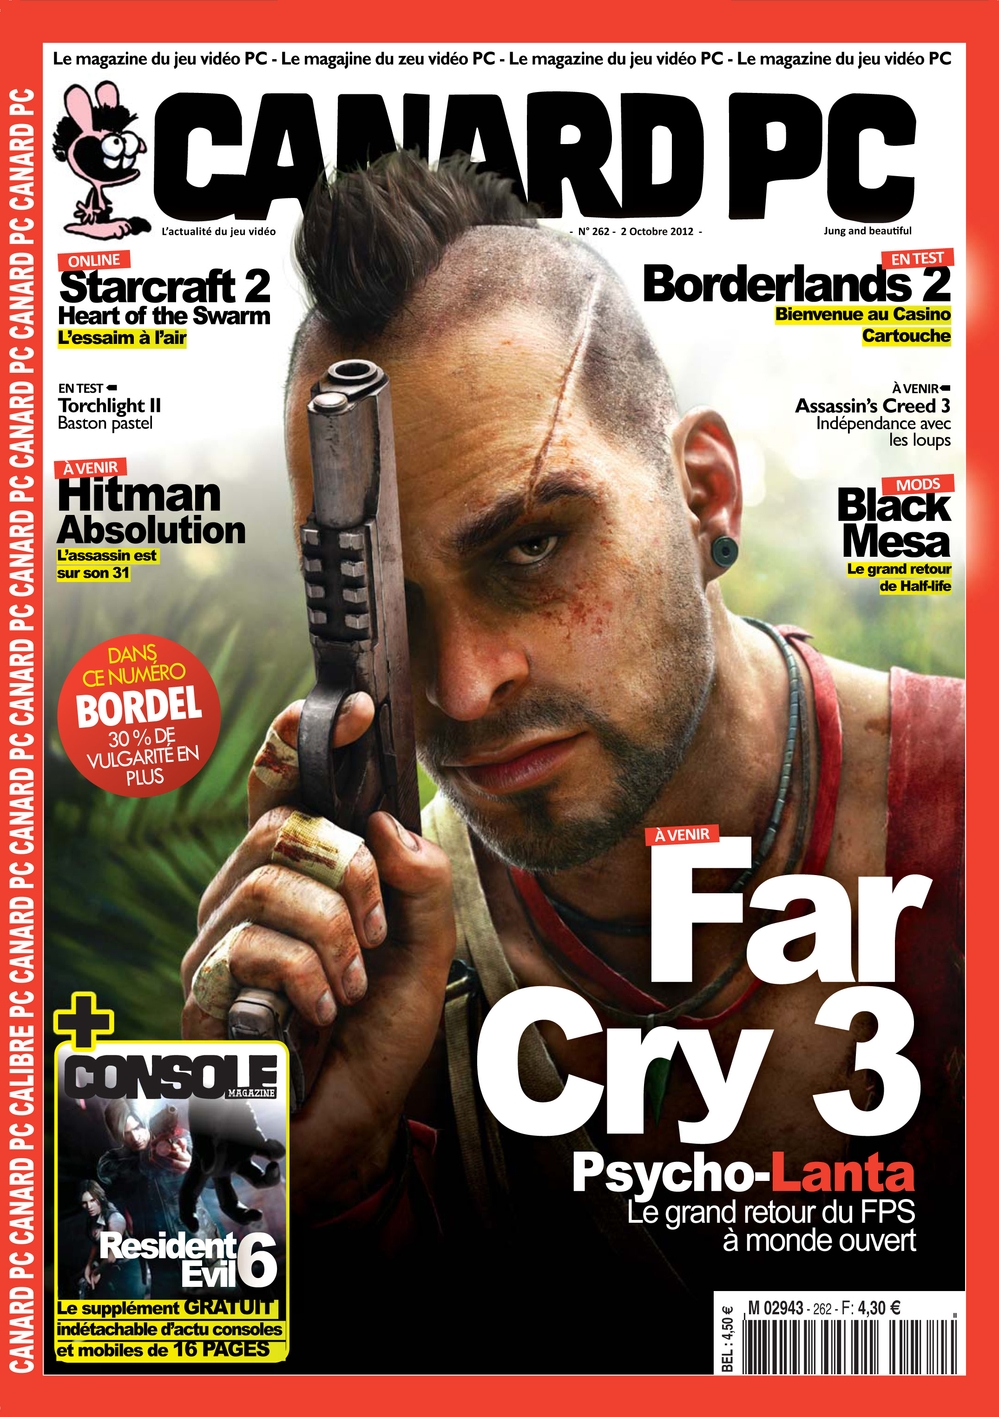 Le magazine du jeu vidéo PC - Le magajine du zeu vidéo PC - Le magazine du jeu vidéo PC - Le magazine du jeu vidéo PC
CANARD PC
L'actualité du jeu vidéo
- N° 262 - 2 Octobre 2012 -
Jung and beautiful
ONLINE
Starcraft 2
Heart of the Swarm
L'essaim à l'air
EN TEST
Torchlight II
Baston pastel
À VENIR
Hitman
Absolution
L'assassin est
sur son 31
EN TEST
Borderlands 2
Bienvenue au Casino
Cartouche
À VENIR
Assassin's Creed 3
Indépendance avec
les loups
MODS
Black
Mesa
Le grand retour
de Half-life
DANS
CE NUMÉRO
BORDEL
30 % DE
VULGARITÉ EN
PLUS
À VENIR
Far
Cry 3
Psycho-Lanta
Le grand retour du FPS
à monde ouvert
+
CONSOLE
MAGAZINE
Resident
Evil 6
Le supplément GRATUIT
indétachable d'actu consoles
et mobiles de 16 PAGES
BEL : 4,50 €
M 02943 - 262 - F: 4,30 €
CANARD PC CANARD PC CALIBRE PC CANARD PC CANARD PC CANARD PC CANARD PC CANARD PC CANARD PC CANARD PC CANARD PC